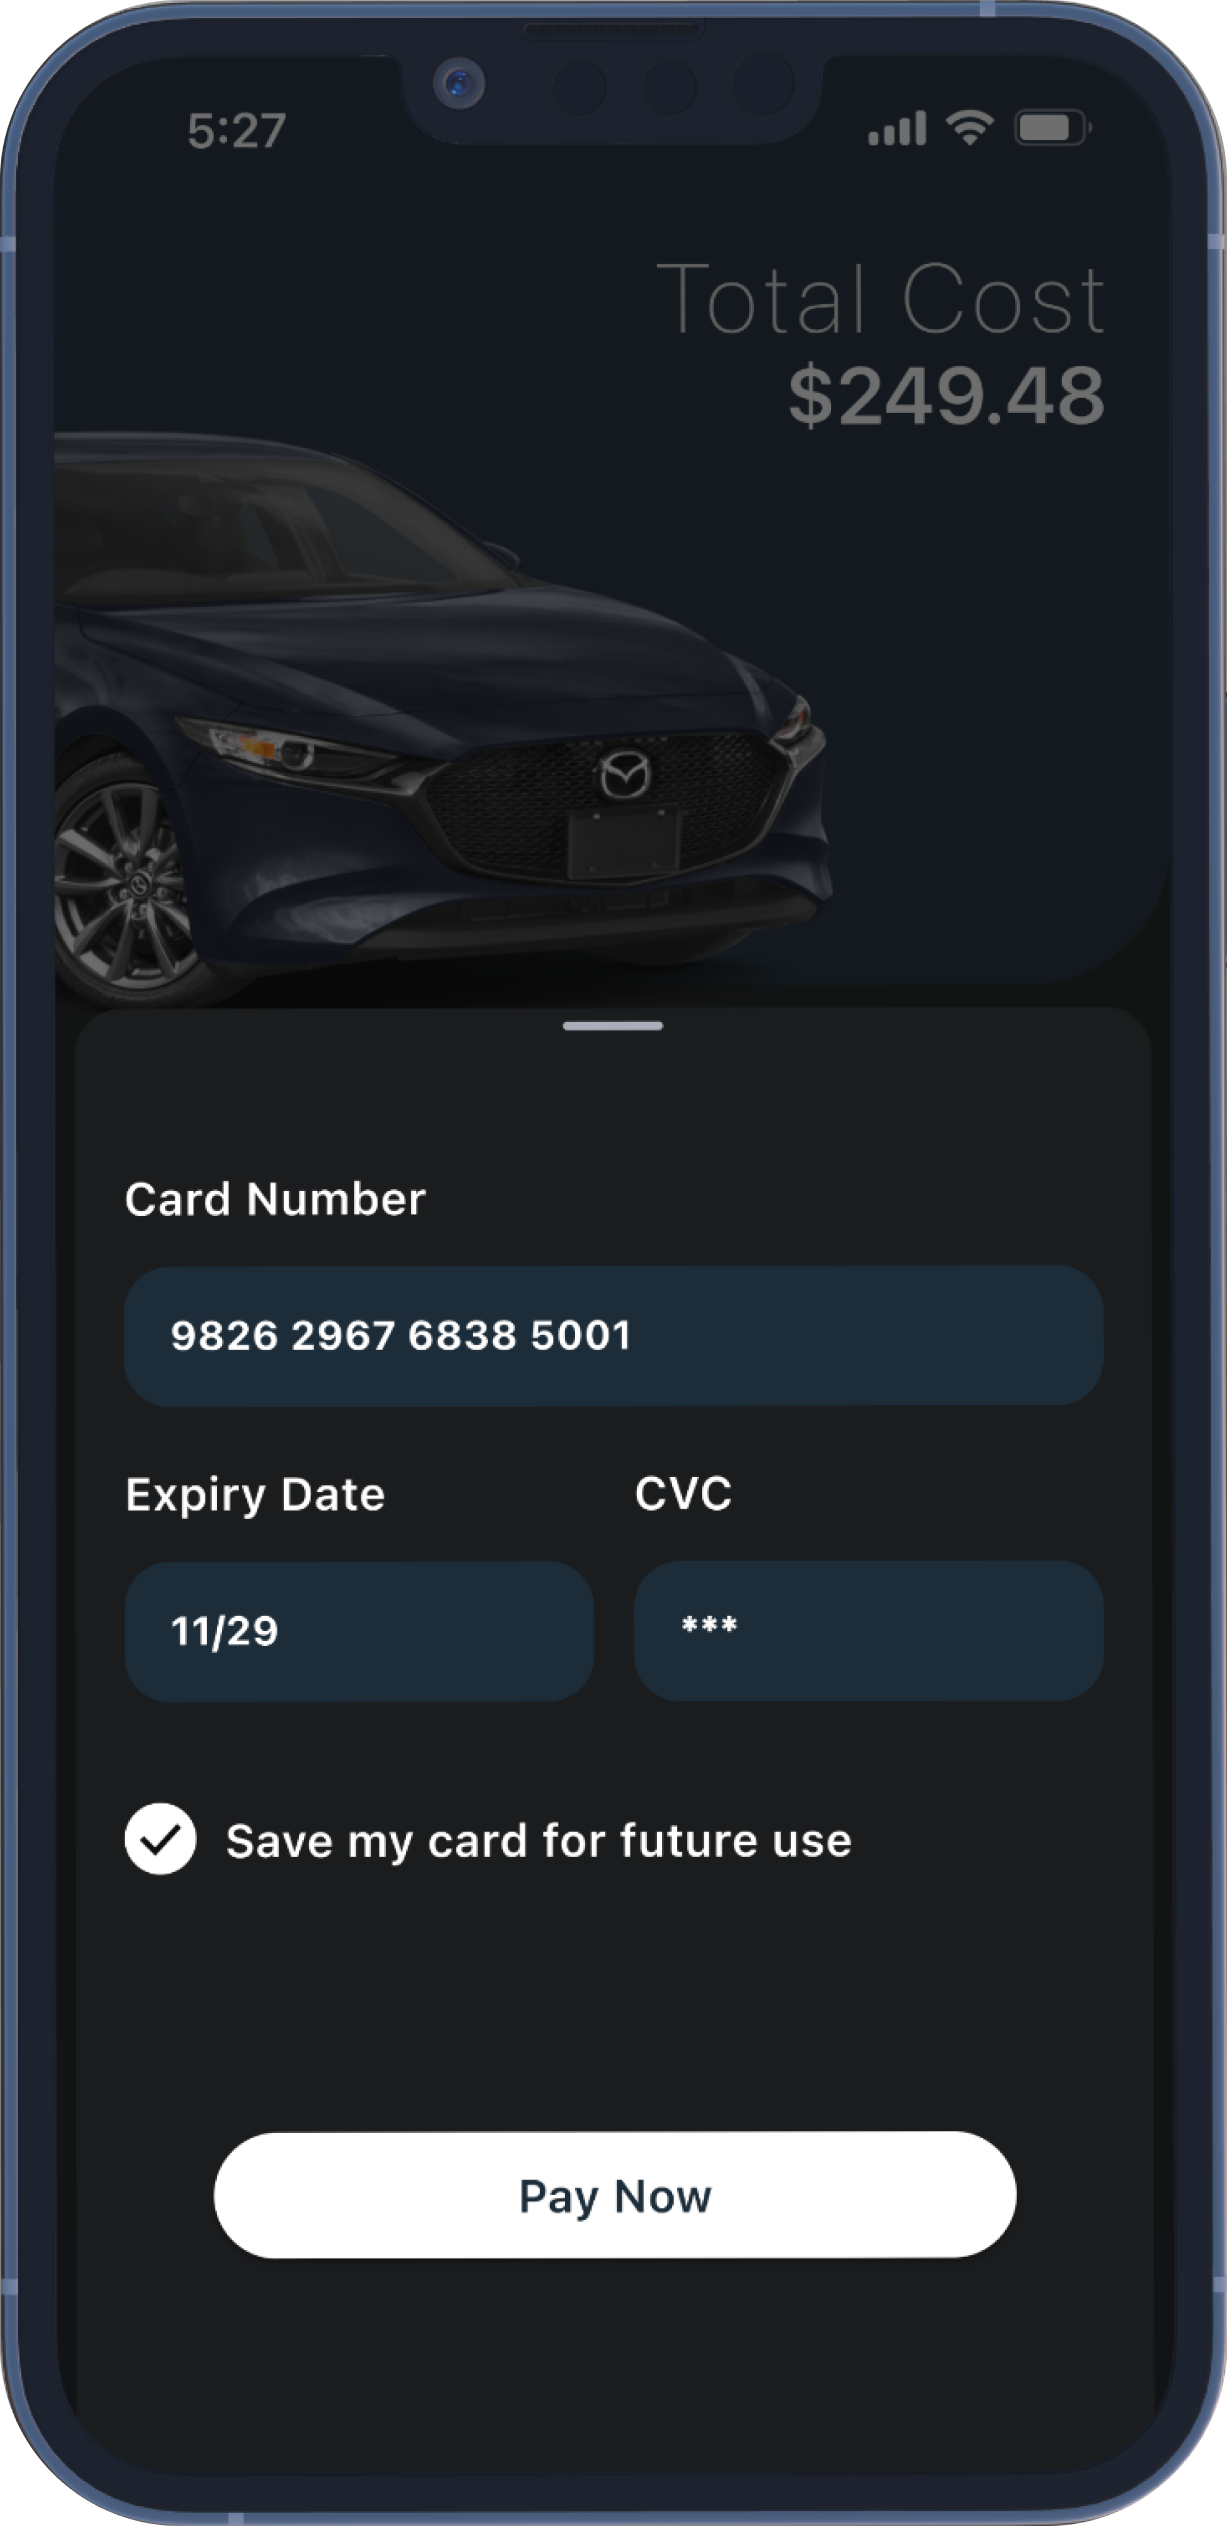 5:27
Total Cost
$249.48
Card Number
9826 2967 6838 5001
Expiry Date
CVC
11/29
***
Save my card for future use
Pay Now